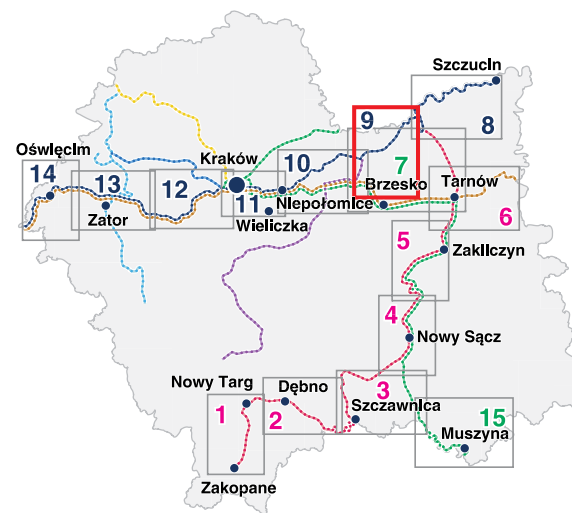 Szczucin
9
8
Oświęcim
14
13
12
Kraków
10
7
11
Niepołomice
Brzesko
Tarnów
Zator
Wieliczka
6
5
Zakliczyn
4
Nowy Sącz
Nowy Targ
Dębno
3
1
2
Szczawnica
15
Muszyna
Zakopane